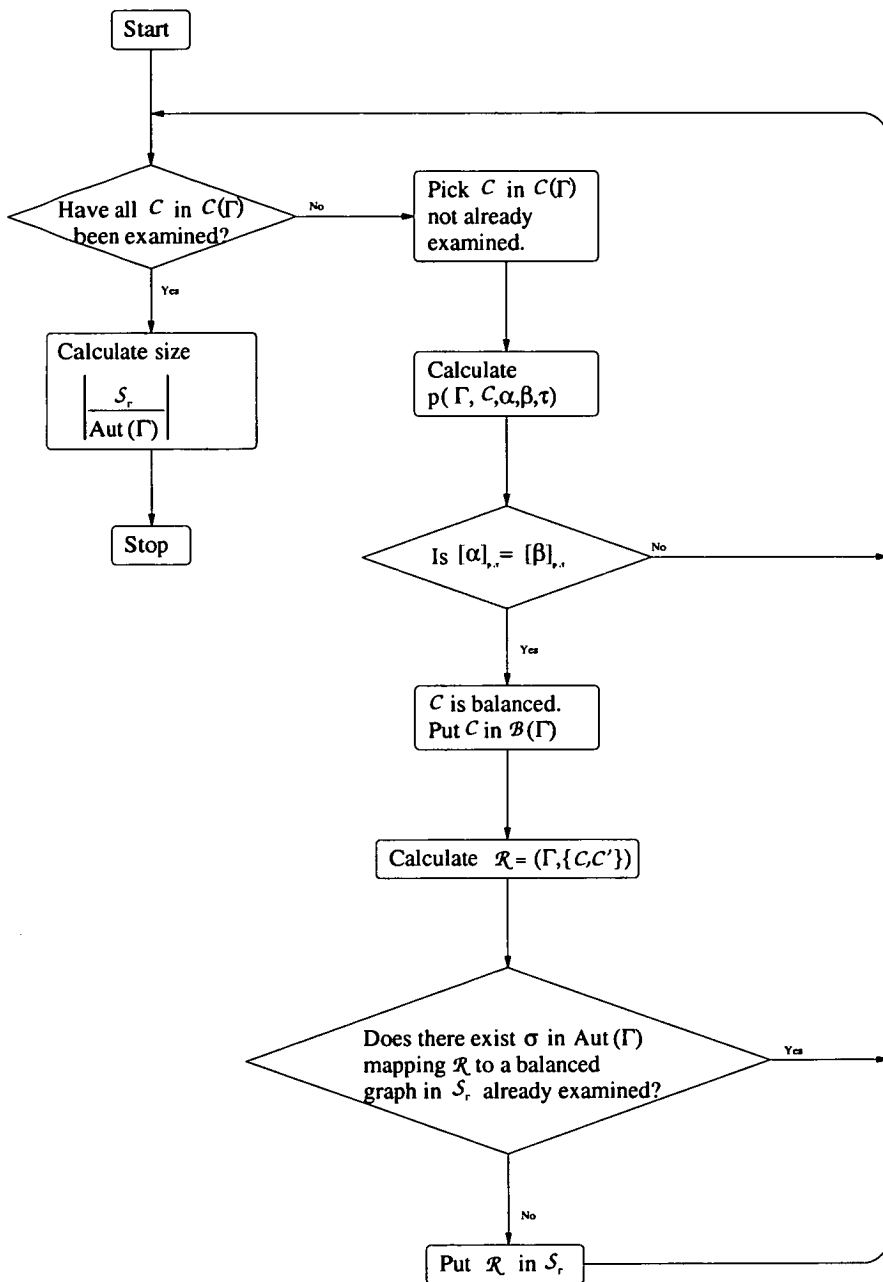 Start
Have all C in C(Γ)
been examined?
No
Pick C in C(Γ)
not already
examined.
Yes
Calculate size
| S_r / Aut (Γ) |
Stop
Calculate
p( Γ, C,α,β,τ)
Is [α] = [β]
No
Yes
C is balanced.
Put C in B(Γ)
Calculate R = (Γ,{C,C'})
Does there exist σ in Aut (Γ)
mapping R to a balanced
graph in S_r already examined?
Yes
No
Put R in S_r